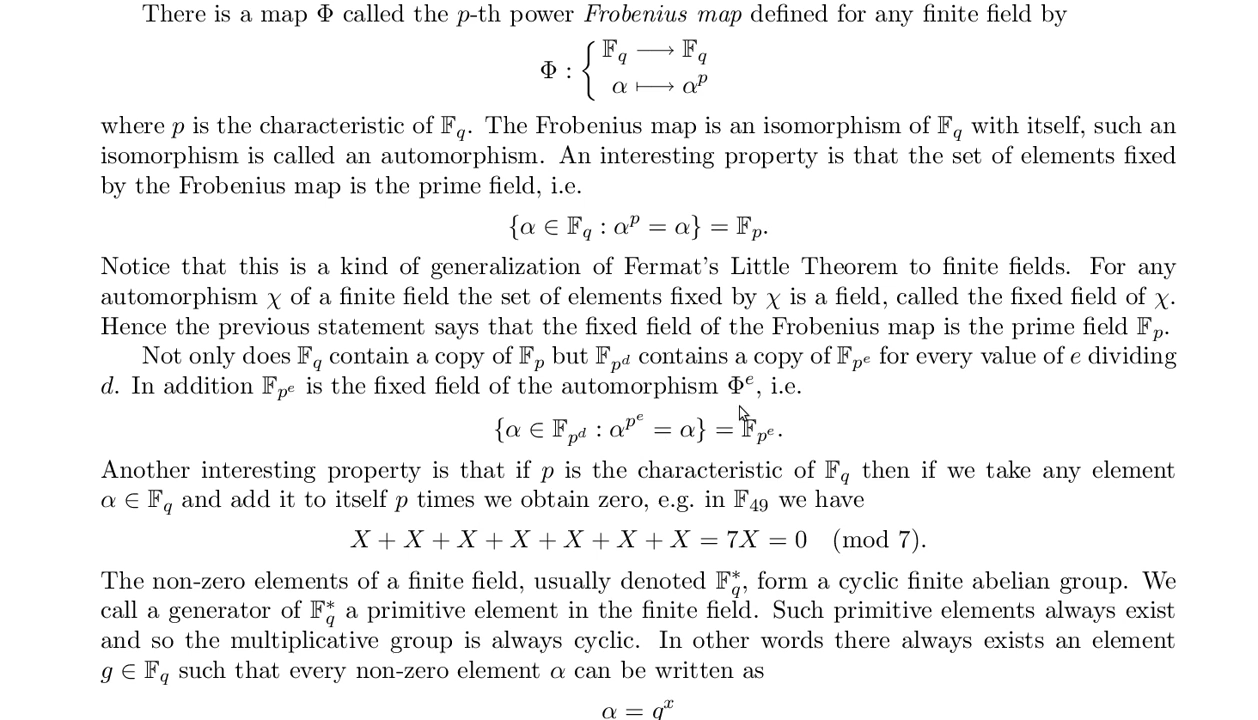 There is a map Φ called the p-th power Frobenius map defined for any finite field by
Φ : { 𝔽_q ⟶ 𝔽_q
α ⟼ α^p
where p is the characteristic of 𝔽_q. The Frobenius map is an isomorphism of 𝔽_q with itself, such an
isomorphism is called an automorphism. An interesting property is that the set of elements fixed
by the Frobenius map is the prime field, i.e.
{α ∈ 𝔽_q : α^p = α} = 𝔽_p.
Notice that this is a kind of generalization of Fermat's Little Theorem to finite fields. For any
automorphism χ of a finite field the set of elements fixed by χ is a field, called the fixed field of χ.
Hence the previous statement says that the fixed field of the Frobenius map is the prime field 𝔽_p.
Not only does 𝔽_q contain a copy of 𝔽_p but 𝔽_{p^d} contains a copy of 𝔽_{p^e} for every value of e dividing
d. In addition 𝔽_{p^e} is the fixed field of the automorphism Φ^e, i.e.
{α ∈ 𝔽_{p^d} : α^{p^e} = α} = 𝔽_{p^e}.
Another interesting property is that if p is the characteristic of 𝔽_q then if we take any element
α ∈ 𝔽_q and add it to itself p times we obtain zero, e.g. in 𝔽_49 we have
X + X + X + X + X + X + X = 7X = 0 (mod 7).
The non-zero elements of a finite field, usually denoted 𝔽_q^*, form a cyclic finite abelian group. We
call a generator of 𝔽_q^* a primitive element in the finite field. Such primitive elements always exist
and so the multiplicative group is always cyclic. In other words there always exists an element
g ∈ 𝔽_q such that every non-zero element α can be written as
α = g^x